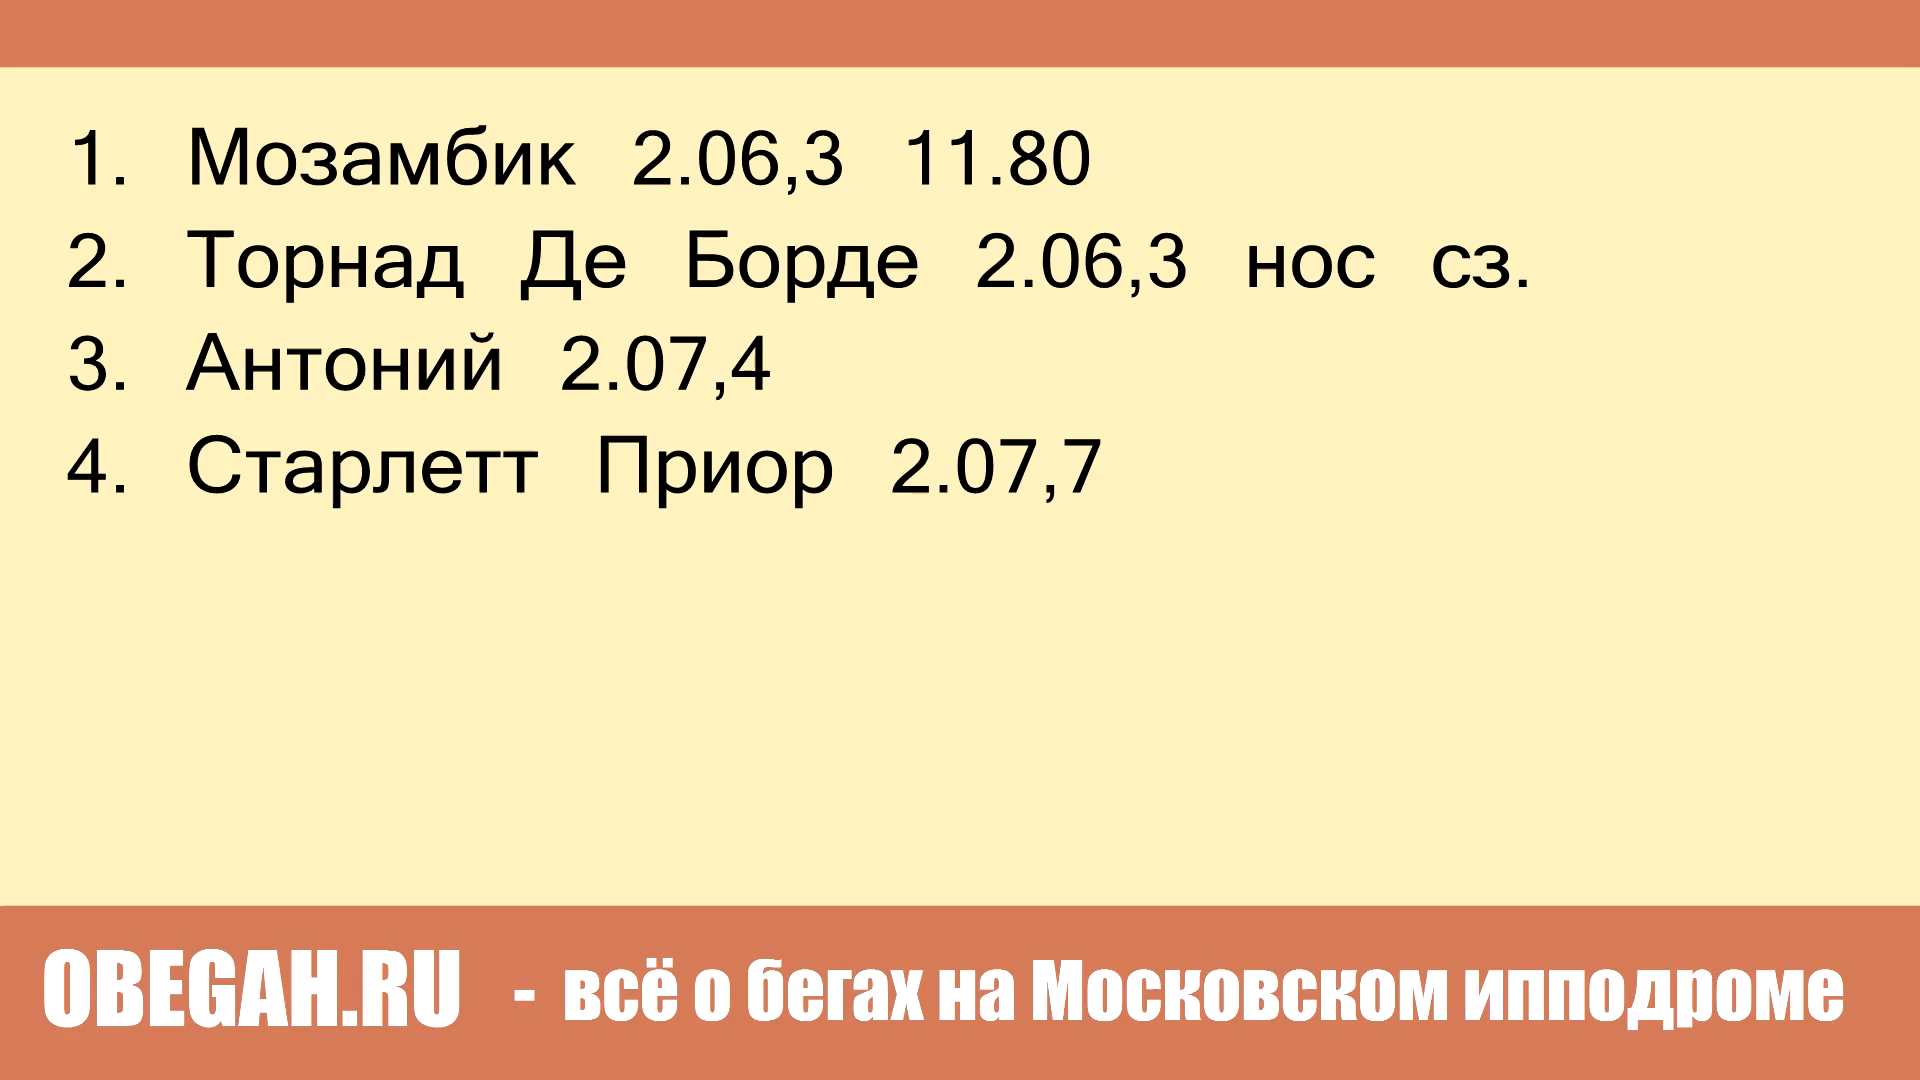 1. Мозамбик 2.06,3 11.80
2. Торнад Де Борде 2.06,3 нос сз.
3. Антоний 2.07,4
4. Старлетт Приор 2.07,7
OBEGAH.RU - всё о бегах на Московском ипподроме